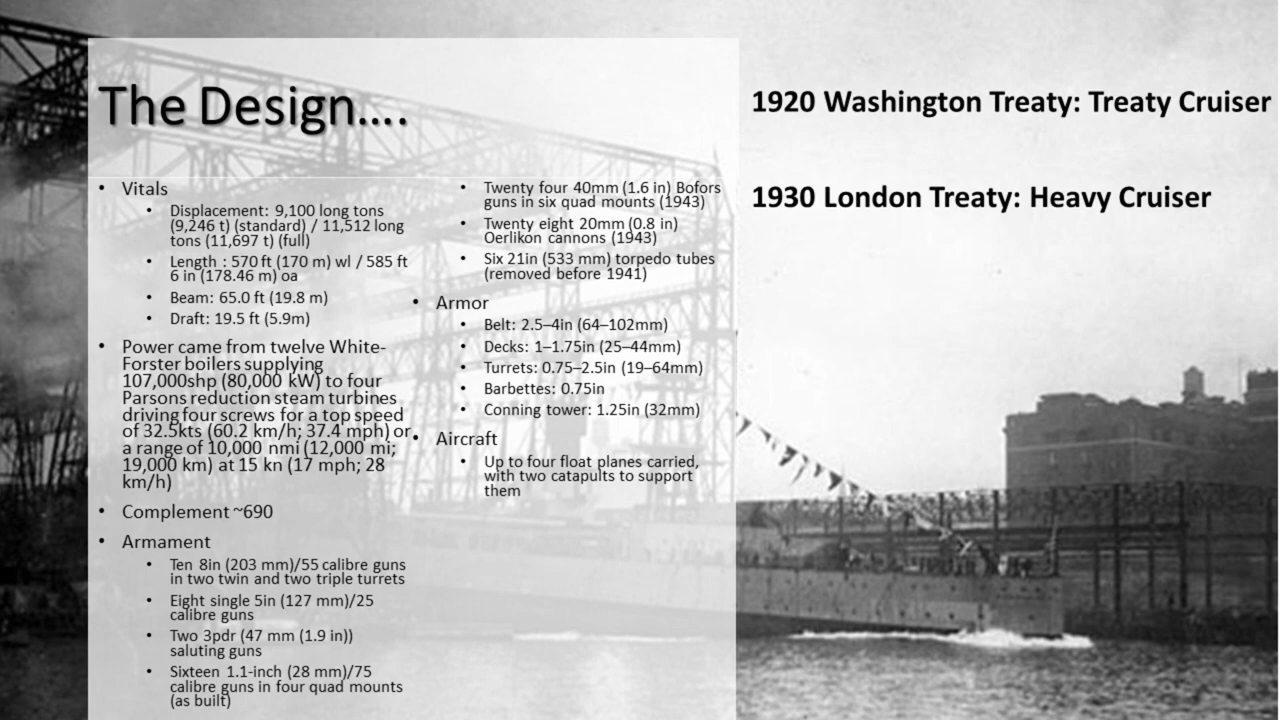 The Design....
• Vitals
• Displacement: 9,100 long tons
(9,246 t) (standard) / 11,512 long
tons (11,697 t) (full)
• Length : 570 ft (170 m) wl / 585 ft
6 in (178.46 m) oa
• Beam: 65.0 ft (19.8 m)
• Draft: 19.5 ft (5.9m)
• Power came from twelve White-
Forster boilers supplying
107,000shp (80,000 kW) to four
Parsons reduction steam turbines
driving four screws for a top speed
of 32.5kts (60.2 km/h; 37.4 mph) or
a range of 10,000 nmi (12,000 mi;
19,000 km) at 15 kn (17 mph; 28
km/h)
• Complement ~690
• Armament
• Ten 8in (203 mm)/55 calibre guns
in two twin and two triple turrets
• Eight single 5in (127 mm)/25
calibre guns
• Two 3pdr (47 mm (1.9 in))
saluting guns
• Sixteen 1.1-inch (28 mm)/75
calibre guns in four quad mounts
(as built)
• Twenty four 40mm (1.6 in) Bofors
guns in six quad mounts (1943)
• Twenty eight 20mm (0.8 in)
Oerlikon cannons (1943)
• Six 21in (533 mm) torpedo tubes
(removed before 1941)
• Armor
• Belt: 2.5–4in (64–102mm)
• Decks: 1–1.75in (25–44mm)
• Turrets: 0.75–2.5in (19–64mm)
• Barbettes: 0.75in
• Conning tower: 1.25in (32mm)
• Aircraft
• Up to four float planes carried,
with two catapults to support
them
1920 Washington Treaty: Treaty Cruiser
1930 London Treaty: Heavy Cruiser